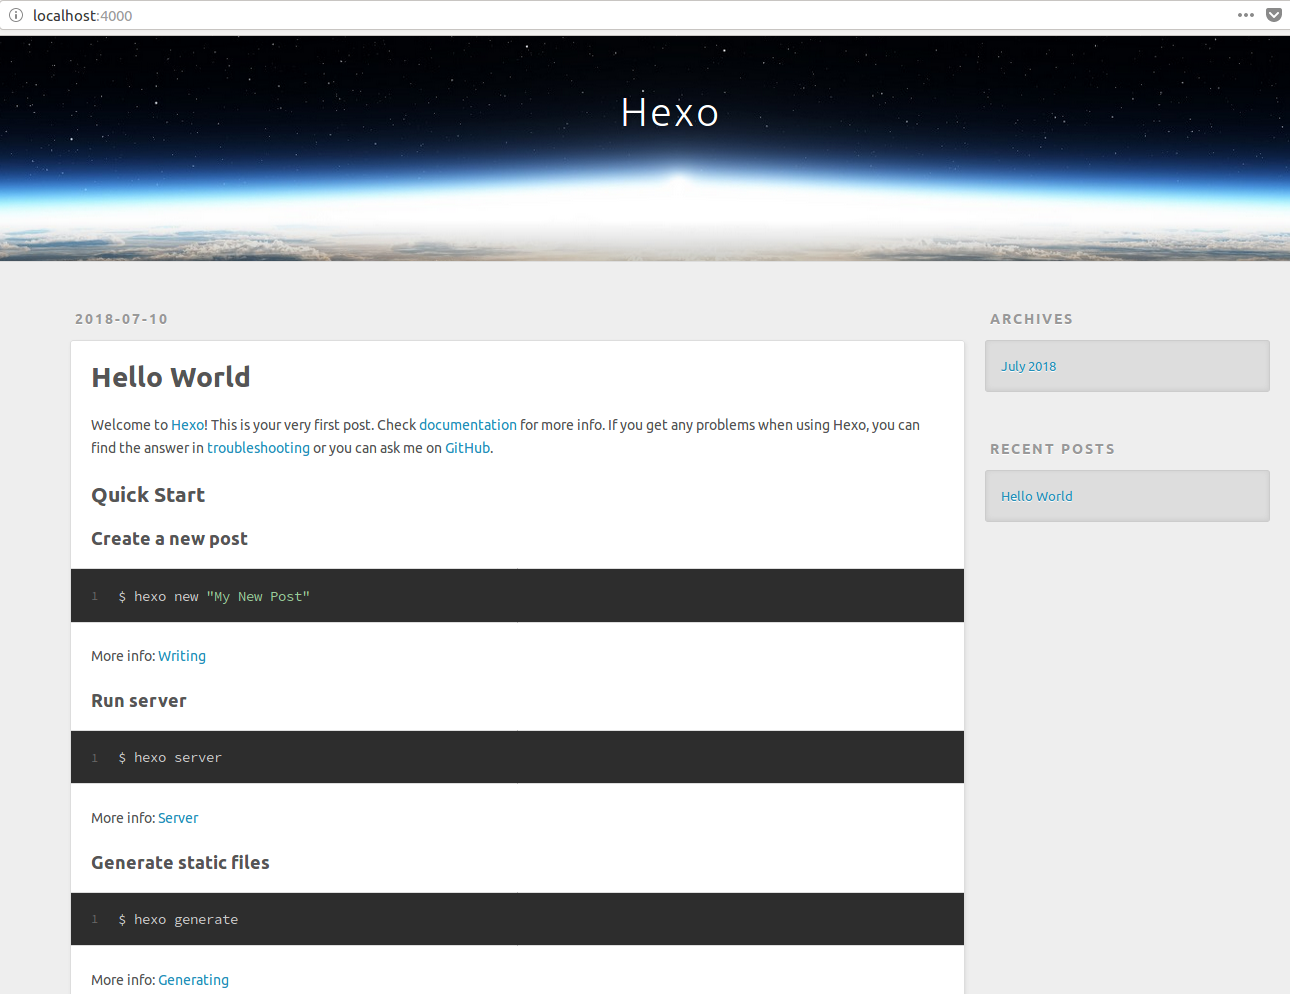 localhost:4000
Hexo
2018-07-10
Hello World
Welcome to Hexo! This is your very first post. Check documentation for more info. If you get any problems when using Hexo, you can
find the answer in troubleshooting or you can ask me on GitHub.
Quick Start
Create a new post
1 $ hexo new "My New Post"
More info: Writing
Run server
1 $ hexo server
More info: Server
Generate static files
1 $ hexo generate
More info: Generating
ARCHIVES
July 2018
RECENT POSTS
Hello World